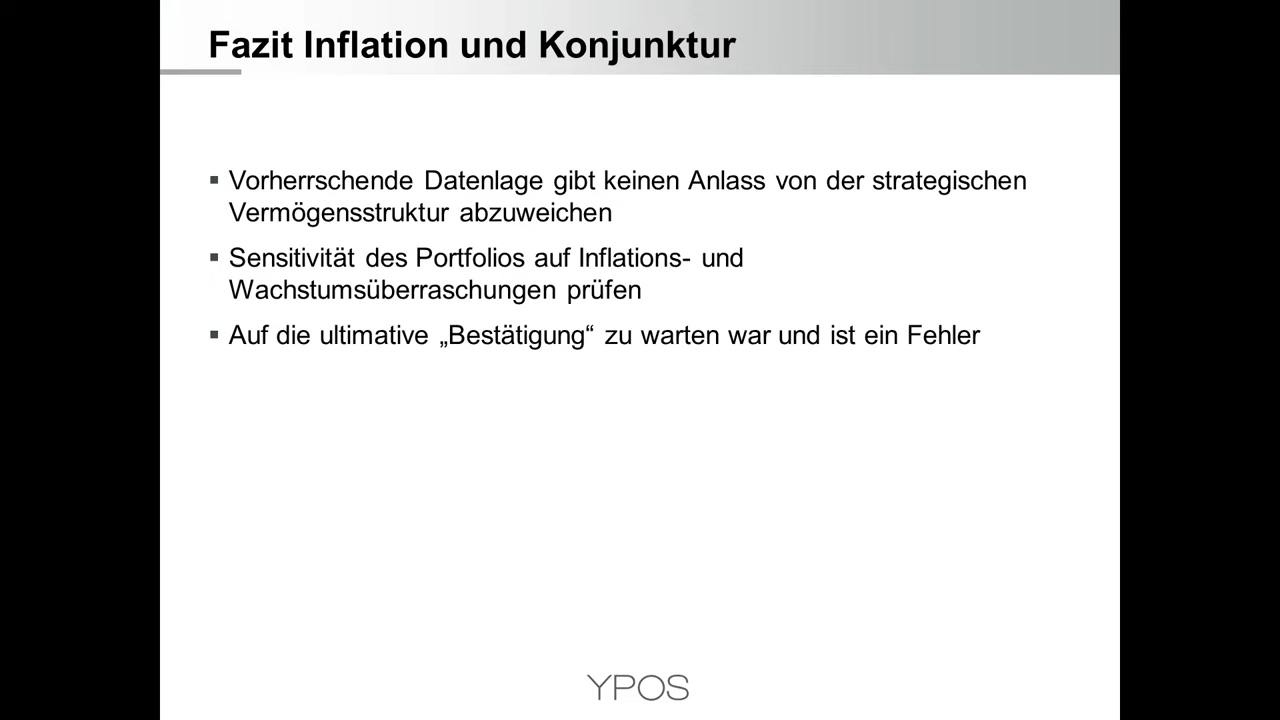 Fazit Inflation und Konjunktur
▪ Vorherrschende Datenlage gibt keinen Anlass von der strategischen
Vermögensstruktur abzuweichen
▪ Sensitivität des Portfolios auf Inflations- und
Wachstumsüberraschungen prüfen
▪ Auf die ultimative „Bestätigung“ zu warten war und ist ein Fehler
YPOS